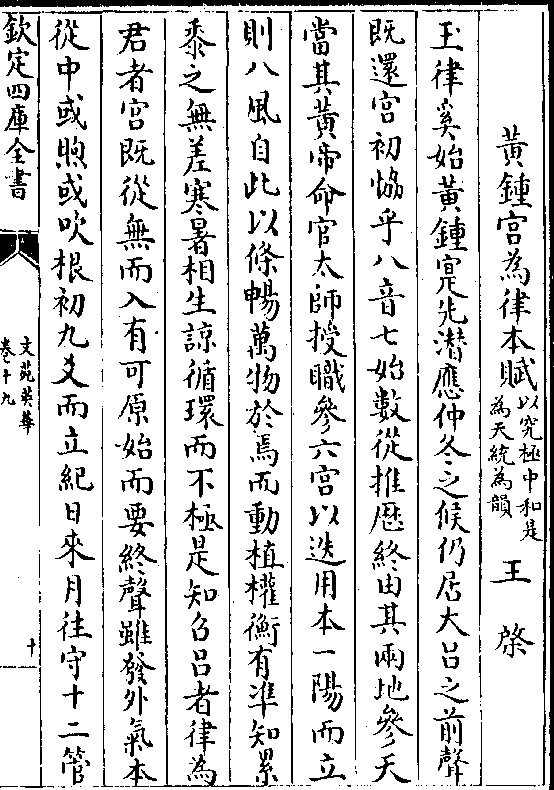 黃鍾宮為律本賦以究極中和是為天統為韻 王棨
玉律奚始黃鍾寔先潛應仲冬之候仍居大吕之前聲
既還宮初恊乎八音七始數從推厯終由其兩地參天
當其黃帝命官太師授職參六宮以迭用本一陽而立
則八風自此以條暢萬物於焉而動植權衡有準知累
黍之無差寒暑相生諒循環而不極是知吕者律為
君者宮既從無而入有可原始而要終聲雖發外氣本
從中或煦或吹根初九爻而立紀日來月往守十二管
欽定四庫全書
文苑英華
卷十九
十